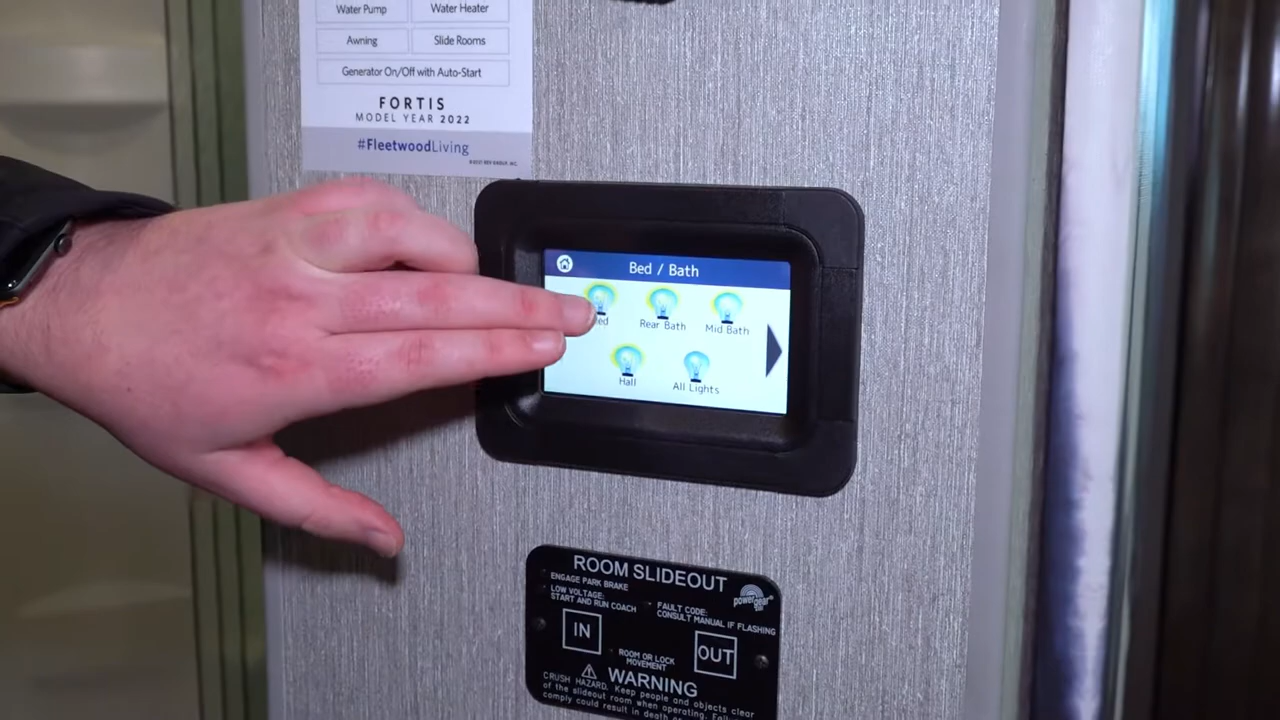 Water Pump
Water Heater
Awning
Slide Rooms
Generator On/Off with Auto-Start
FORTIS
MODEL YEAR 2022
#FleetwoodLiving
Bed / Bath
Rear Bath
Mid Bath
Hall
All Lights
ROOM SLIDEOUT
ENGAGE PARK BRAKE
LOW VOLTAGE:
START AND RUN COACH
powergear
FAULT CODE:
CONSULT MANUAL IF FLASHING
IN
OUT
ROOM OR LOCK
MOVEMENT
WARNING
CRUSH HAZARD. Keep people and objects clear
of the slideout room when operating.
comply could result in death